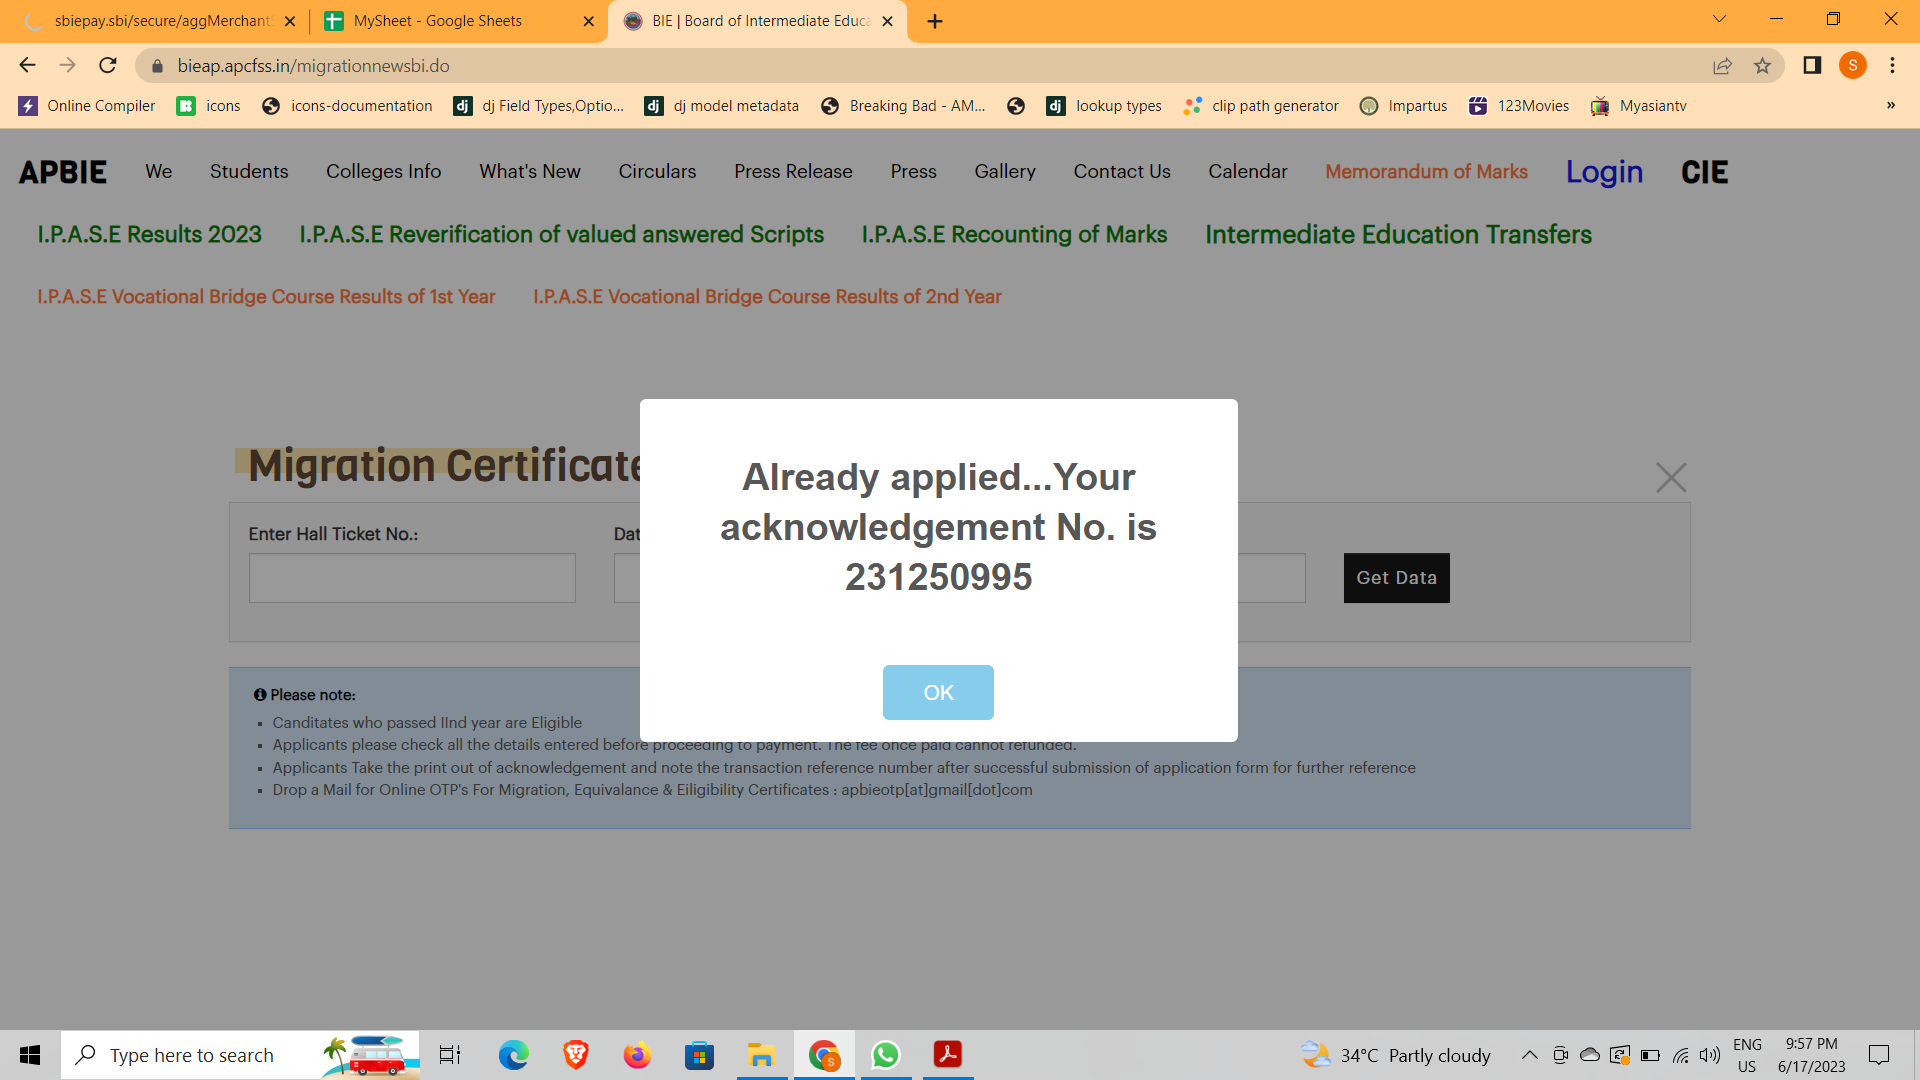 sbiepay.sbi/secure/aggMerchant
MySheet - Google Sheets
BIE | Board of Intermediate Educa
bieap.apcfss.in/migrationnewsbi.do
S
Online Compiler
icons
icons-documentation
dj
dj Field Types,Optio...
dj
dj model metadata
Breaking Bad - AM...
dj
lookup types
clip path generator
Impartus
123Movies
Myasiantv
»
APBIE
We
Students
Colleges Info
What's New
Circulars
Press Release
Press
Gallery
Contact Us
Calendar
Memorandum of Marks
Login
CIE
I.P.A.S.E Results 2023
I.P.A.S.E Reverification of valued answered Scripts
I.P.A.S.E Recounting of Marks
Intermediate Education Transfers
I.P.A.S.E Vocational Bridge Course Results of 1st Year
I.P.A.S.E Vocational Bridge Course Results of 2nd Year
Migration Certificate
Enter Hall Ticket No.:
Dat
Get Data
Already applied...Your
acknowledgement No. is
231250995
OK
Please note:
Canditates who passed IInd year are Eligible
Applicants please check all the details entered before proceeding to payment. The fee once paid cannot refunded.
Applicants Take the print out of acknowledgement and note the transaction reference number after successful submission of application form for further reference
Drop a Mail for Online OTP's For Migration, Equivalance & Eiligibility Certificates : apbieotp[at]gmail[dot]com
Type here to search
S
34°C Partly cloudy
ENG
US
9:57 PM
6/17/2023